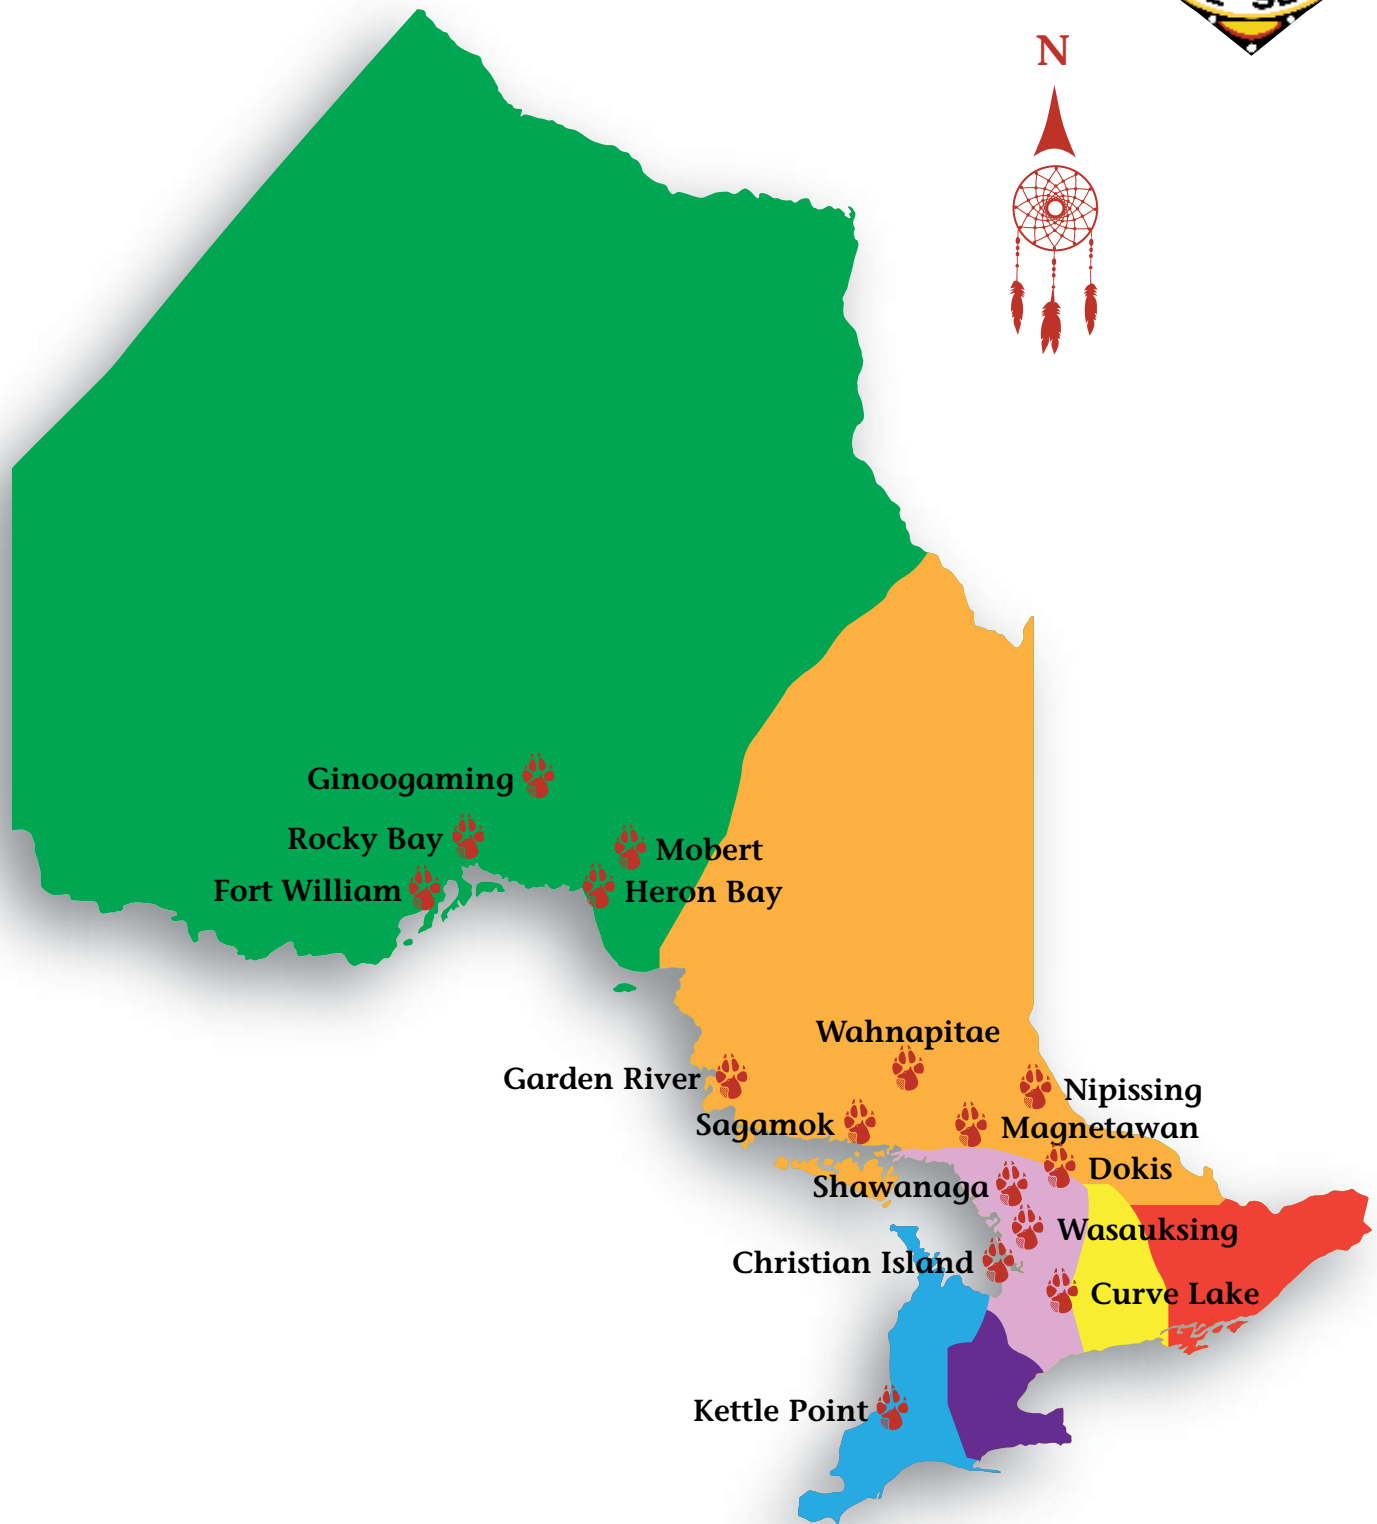 N
Ginoogaming
Rocky Bay
Mobert
Fort William
Heron Bay
Wahnapitae
Garden River
Nipissing
Sagamok
Magnetawan
Dokis
Shawanaga
Wasauksing
Christian Island
Curve Lake
Kettle Point